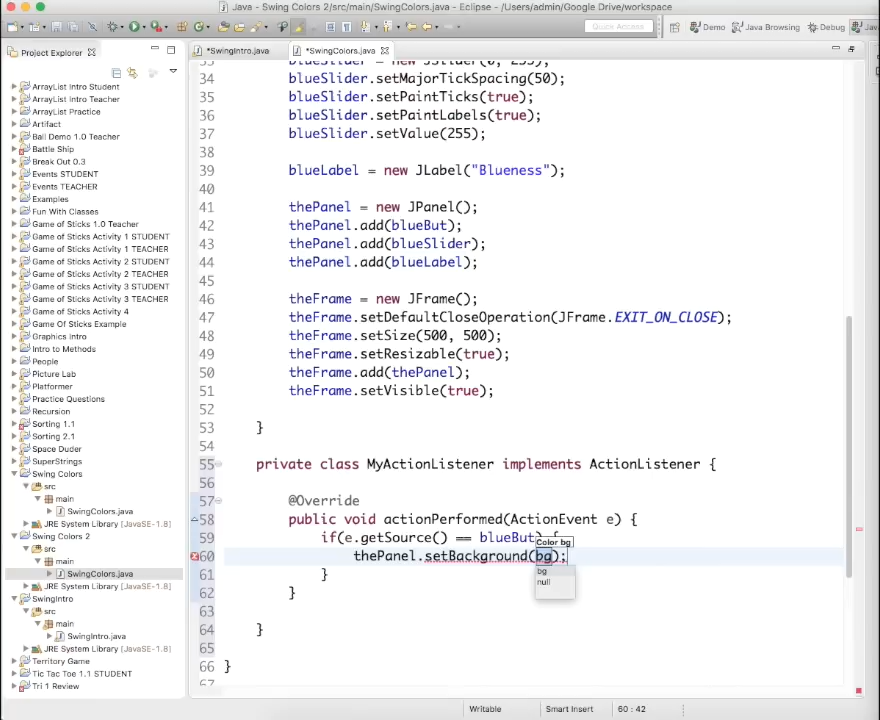 Java - Swing Colors 2/src/main/SwingColors.java - Eclipse - /Users/admin/Google Drive/workspace
Quick Access
Demo
Java Browsing
Debug
Java
Project Explorer
*SwingIntro.java
*SwingColors.java
ArrayList Intro Student
ArrayList Intro Teacher
ArrayList Practice
Artifact
Ball Demo 1.0 Teacher
Battle Ship
Break Out 0.3
Events STUDENT
Events TEACHER
Examples
Fun With Classes
Game of Sticks 1.0 Teacher
Game of Sticks Activity 1 STUDENT
Game of Sticks Activity 1 TEACHER
Game of Sticks Activity 2 STUDENT
Game of Sticks Activity 2 TEACHER
Game of Sticks Activity 3 STUDENT
Game of Sticks Activity 3 TEACHER
Game of Sticks Activity 4
Game Of Sticks Example
Graphics Intro
Intro to Methods
People
Picture Lab
Platformer
Practice Questions
Recursion
Sorting 1.1
Sorting 2.1
Space Duder
SuperStrings
Swing Colors
src
main
SwingColors.java
JRE System Library [JavaSE-1.8]
Swing Colors 2
src
main
SwingColors.java
JRE System Library [JavaSE-1.8]
SwingIntro
src
main
SwingIntro.java
JRE System Library [JavaSE-1.8]
Territory Game
Tic Tac Toe 1.1 STUDENT
Tri 1 Review
33 blueSlider = new JSlider(0, 255);
34 blueSlider.setMajorTickSpacing(50);
35 blueSlider.setPaintTicks(true);
36 blueSlider.setPaintLabels(true);
37 blueSlider.setValue(255);
38
39 blueLabel = new JLabel("Blueness");
40
41 thePanel = new JPanel();
42 thePanel.add(blueBut);
43 thePanel.add(blueSlider);
44 thePanel.add(blueLabel);
45
46 theFrame = new JFrame();
47 theFrame.setDefaultCloseOperation(JFrame.EXIT_ON_CLOSE);
48 theFrame.setSize(500, 500);
49 theFrame.setResizable(true);
50 theFrame.add(thePanel);
51 theFrame.setVisible(true);
52
53 }
54
55 private class MyActionListener implements ActionListener {
56
57 @Override
58 public void actionPerformed(ActionEvent e) {
59 if(e.getSource() == blueBut) {
Color bg
60 thePanel.setBackground(bg);
bg
null
61 }
62 }
63
64 }
65
66 }
67
Writable
Smart Insert
60 : 42